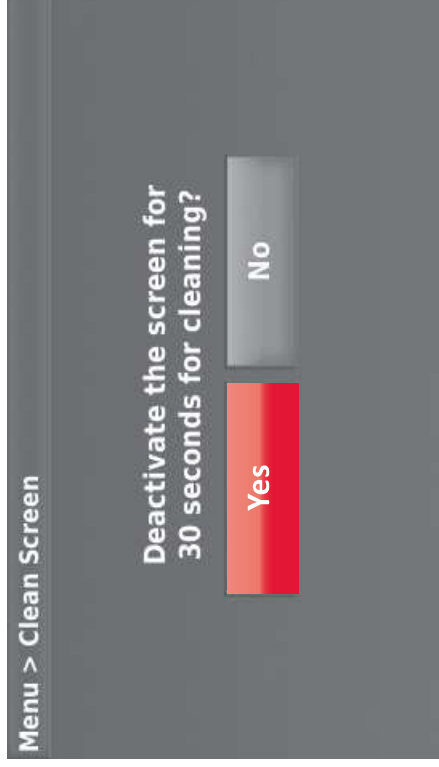 Menu > Clean Screen
Deactivate the screen for
30 seconds for cleaning?
Yes
No